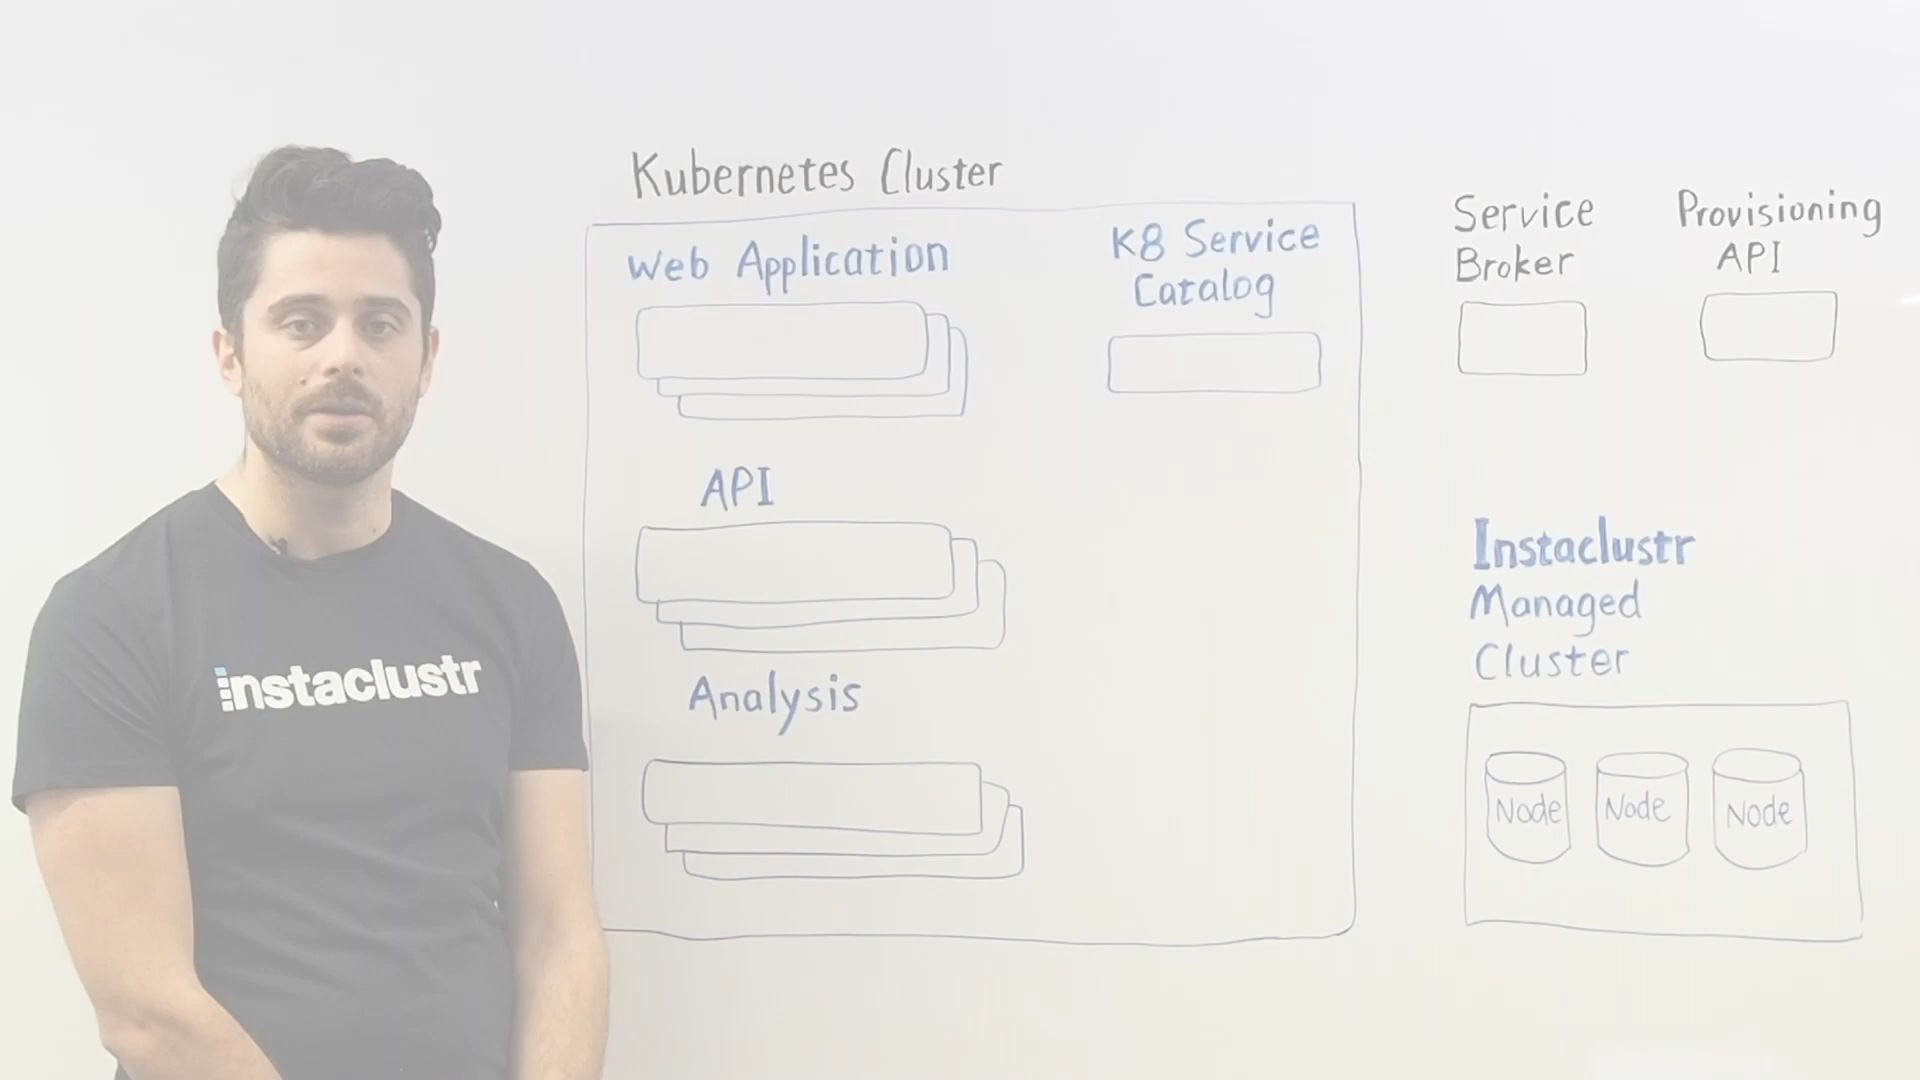 Kubernetes Cluster
Web Application
K8 Service
Catalog
API
Analysis
Service
Broker
Provisioning
API
Instaclustr
Managed
Cluster
Node
Node
Node
instaclustr